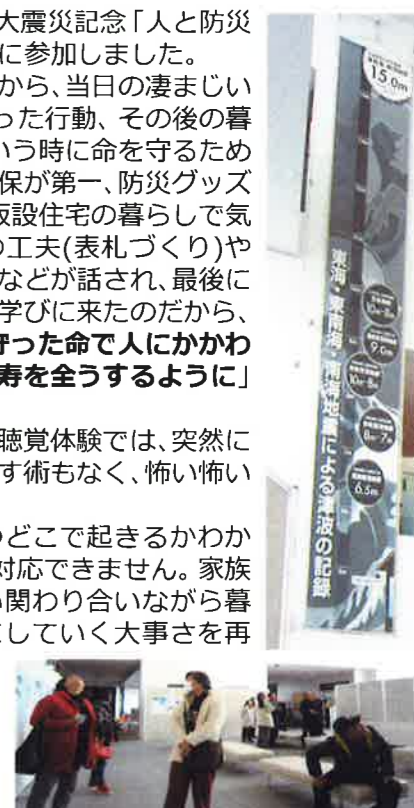 大震災記念「人と防災
に参加しました。
から、当日の凄まじい
った行動、その後の暮
いう時に命を守るため
保が第一、防災グッズ
仮設住宅の暮らしで気
の工夫(表札づくり)や
などが話され、最後に
学びに来たのだから、
守った命で人にかかわ
寿を全うするように」
聴覚体験では、突然に
す術もなく、怖い怖い
のどこで起きるかわか
対応できません。家族
い関わり合いながら暮
にしていく大事さを再
15.0m
10m~8m
9.0m
10m~8m
8m~7m
6.5m
東海・東南海・南海地震による津波の記録